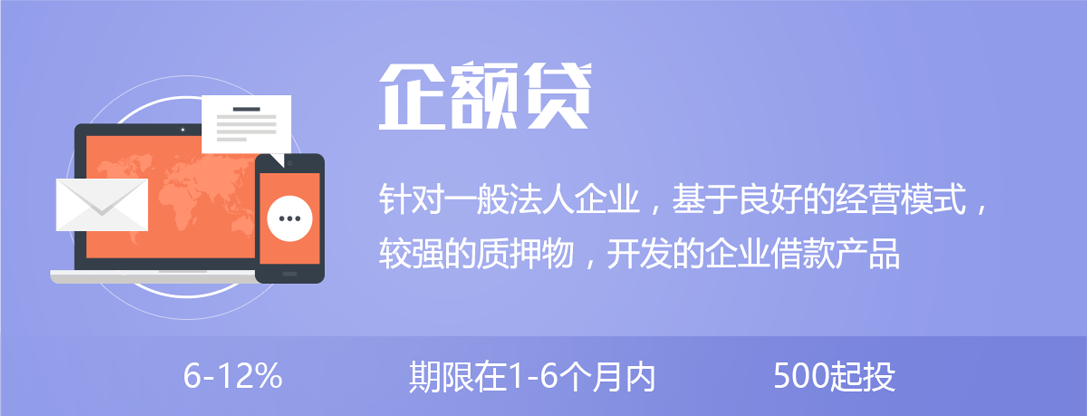 企额贷
针对一般法人企业，基于良好的经营模式，
较强的质押物，开发的企业借款产品
6-12%
期限在1-6个月内
500起投